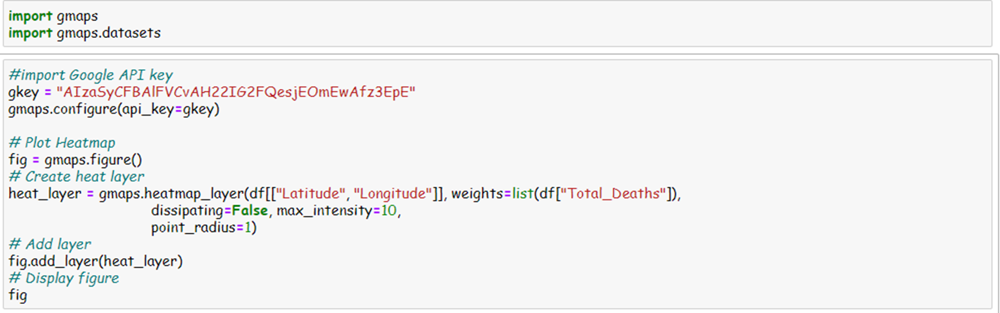 import gmaps
import gmaps.datasets
#import Google API key
gkey = "AIzaSyCFBAlFVCvAH22IG2FQesjEOmEwAfz3EpE"
gmaps.configure(api_key=gkey)
# Plot Heatmap
fig = gmaps.figure()
# Create heat layer
heat_layer = gmaps.heatmap_layer(df[["Latitude", "Longitude"]], weights=list(df["Total_Deaths"]),
dissipating=False, max_intensity=10,
point_radius=1)
# Add layer
fig.add_layer(heat_layer)
# Display figure
fig